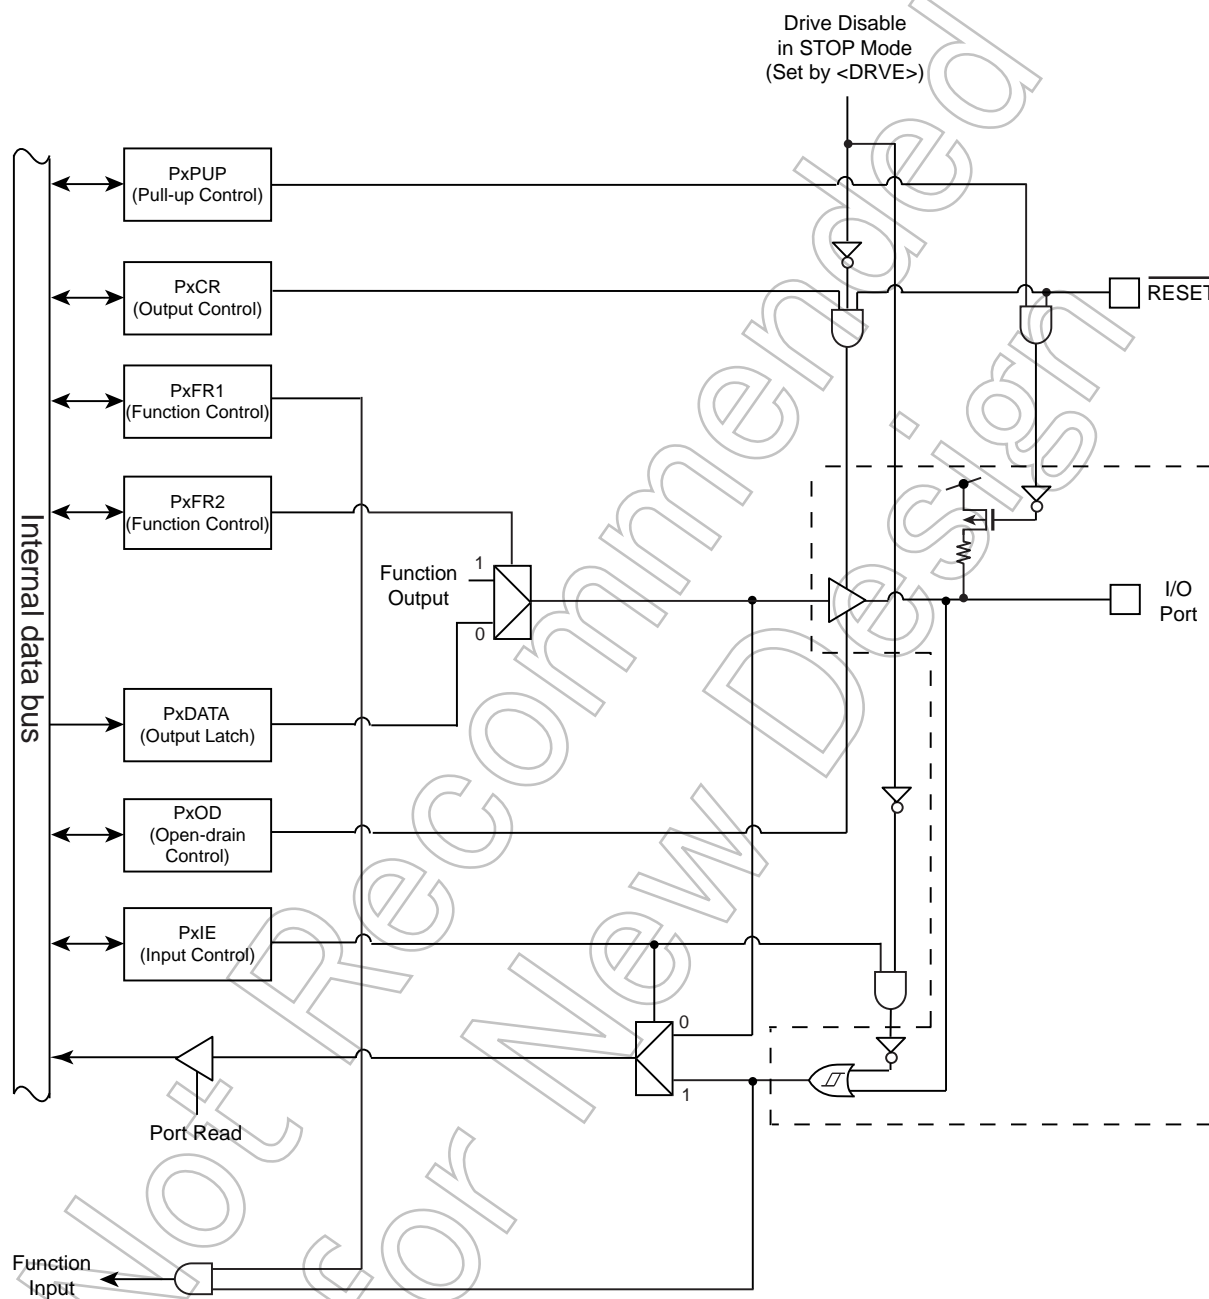 Drive Disable
in STOP Mode
(Set by <DRVE>)
PxPUP
(Pull-up Control)
PxCR
(Output Control)
RESET
PxFR1
(Function Control)
PxFR2
(Function Control)
Internal data bus
1
Function
Output
0
I/O
Port
PxDATA
(Output Latch)
PxOD
(Open-drain
Control)
PxIE
(Input Control)
0
1
Port Read
Function
Input
Not Recommended
for New Design